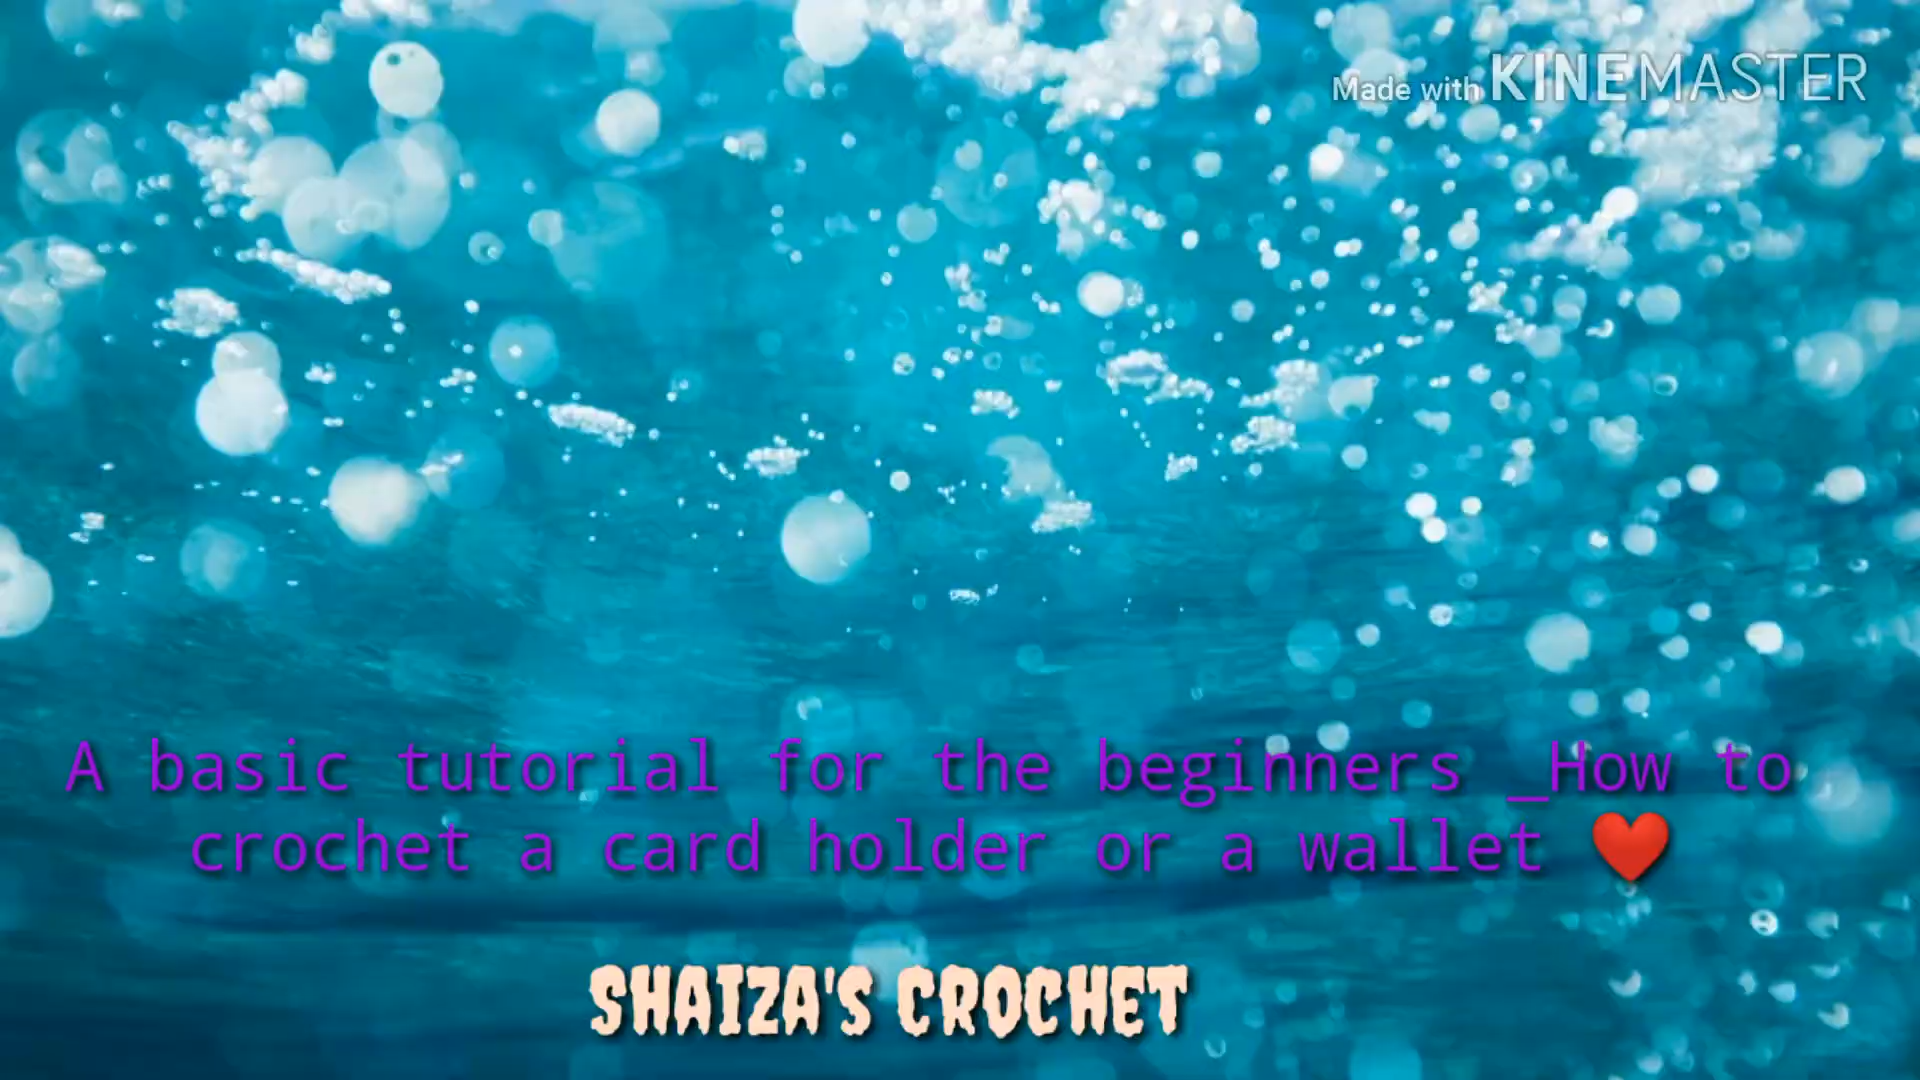 Made with KINEMASTER
A basic tutorial for the beginners _How to
crochet a card holder or a wallet ❤️
SHAIZA'S CROCHET